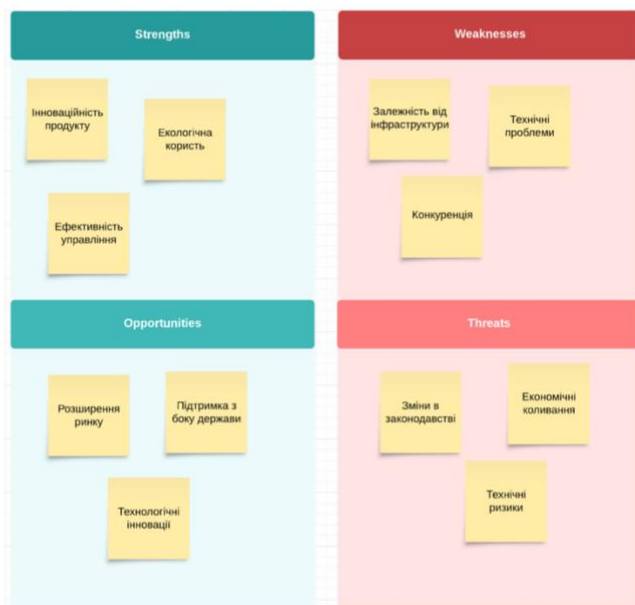 Strengths
Weaknesses
Інноваційність
продукту
Екологічна
користь
Ефективність
управління
Залежність від
інфраструктури
Технічні
проблеми
Конкуренція
Opportunities
Threats
Розширення
ринку
Підтримка з
боку держави
Технологічні
інновації
Зміни в
законодавстві
Економічні
коливання
Технічні
ризики